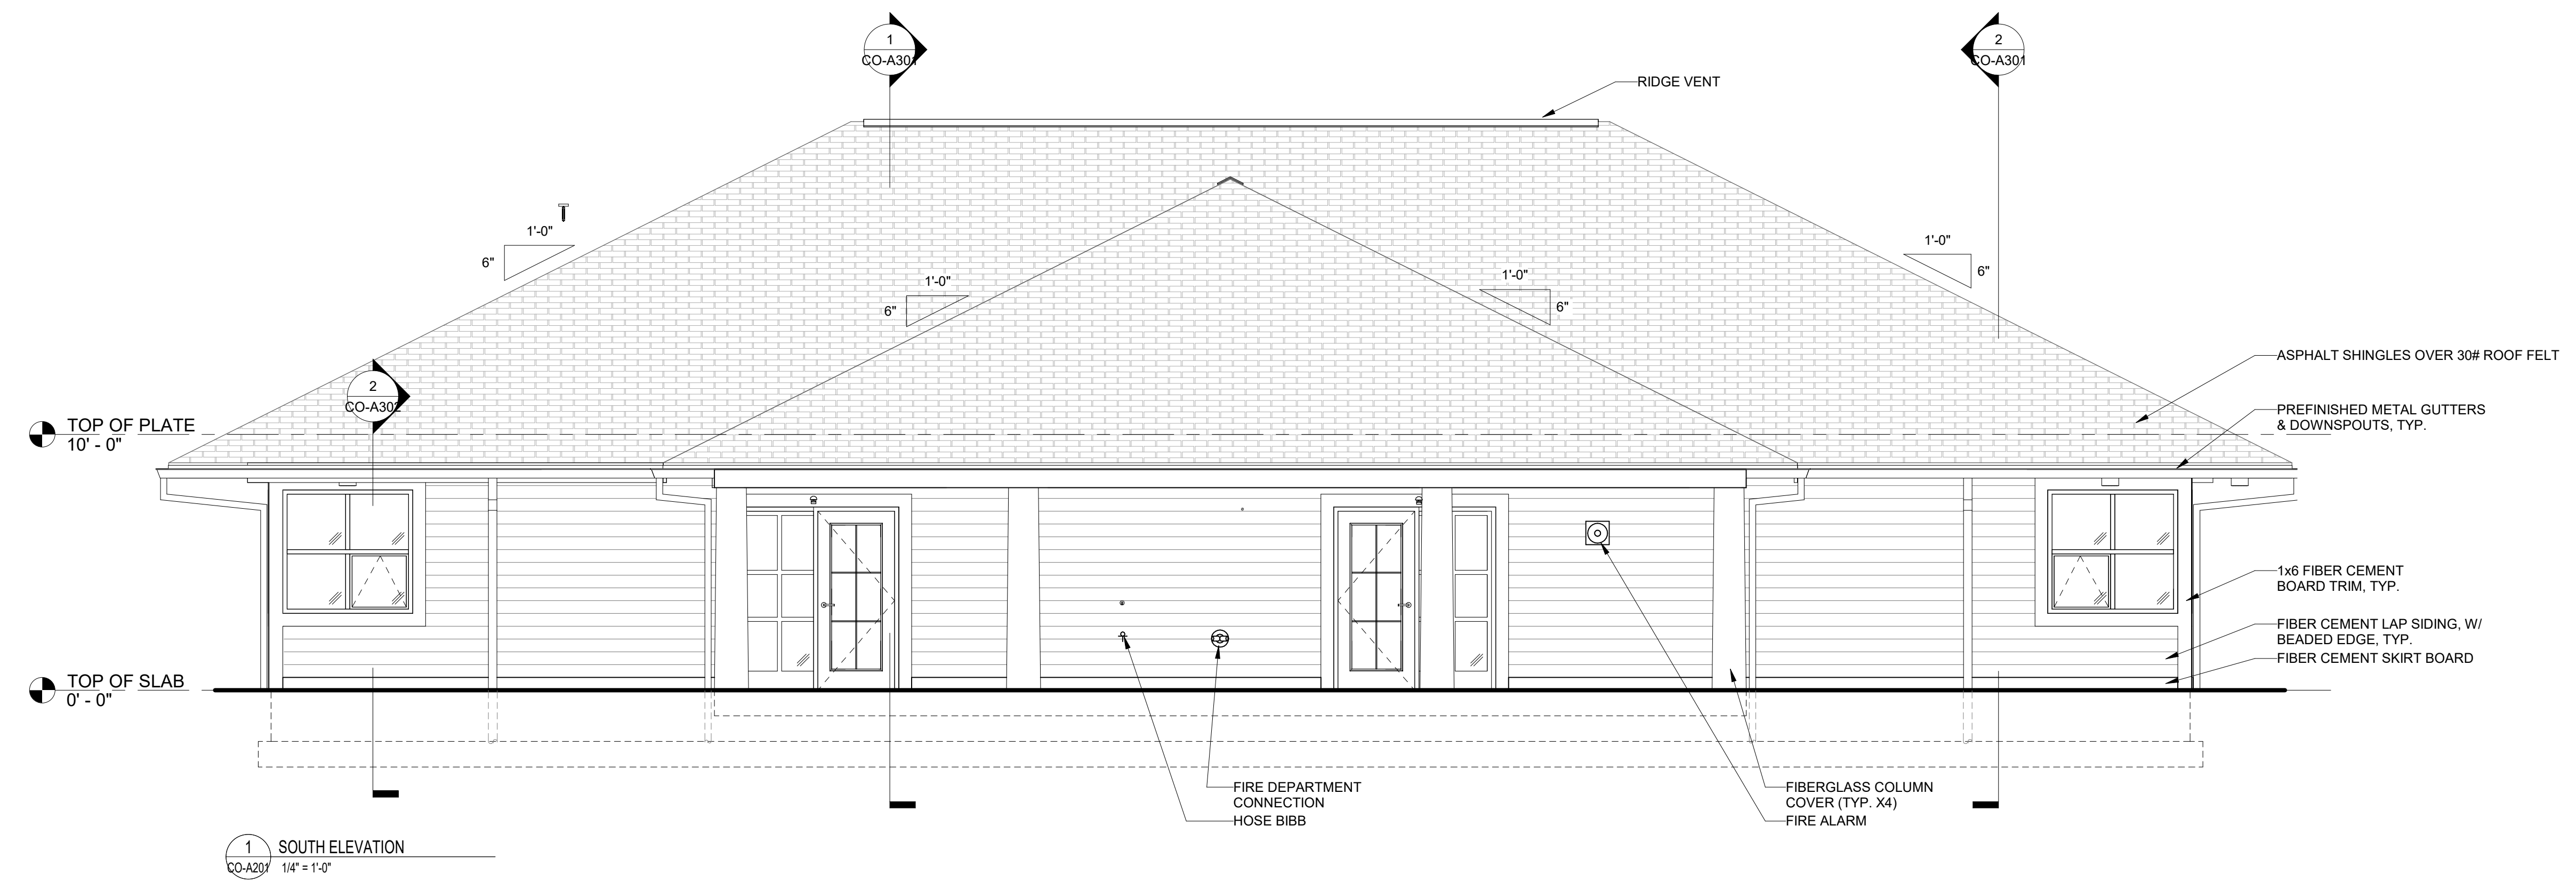 1
CO-A301
2
CO-A301
RIDGE VENT
1'-0"
6"
1'-0"
6"
1'-0"
6"
1'-0"
6"
ASPHALT SHINGLES OVER 30# ROOF FELT
2
CO-A302
TOP OF PLATE
10' - 0"
PREFINISHED METAL GUTTERS
& DOWNSPOUTS, TYP.
1x6 FIBER CEMENT
BOARD TRIM, TYP.
FIBER CEMENT LAP SIDING, W/
BEADED EDGE, TYP.
FIBER CEMENT SKIRT BOARD
TOP OF SLAB
0' - 0"
FIRE DEPARTMENT
CONNECTION
HOSE BIBB
FIBERGLASS COLUMN
COVER (TYP. X4)
FIRE ALARM
1
CO-A201
SOUTH ELEVATION
1/4" = 1'-0"